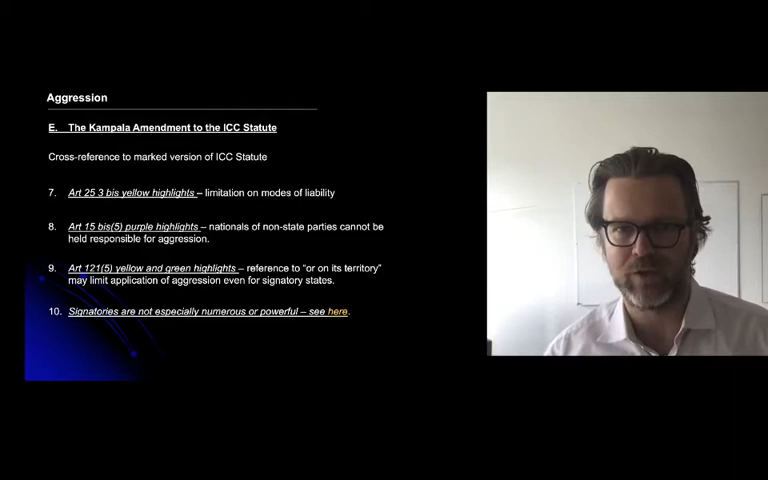 Aggression
E. The Kampala Amendment to the ICC Statute
Cross-reference to marked version of ICC Statute
7. Art 25 3 bis yellow highlights – limitation on modes of liability
8. Art 15 bis(5) purple highlights – nationals of non-state parties cannot be
held responsible for aggression.
9. Art 121(5) yellow and green highlights – reference to “or on its territory”
may limit application of aggression even for signatory states.
10. Signatories are not especially numerous or powerful – see here.